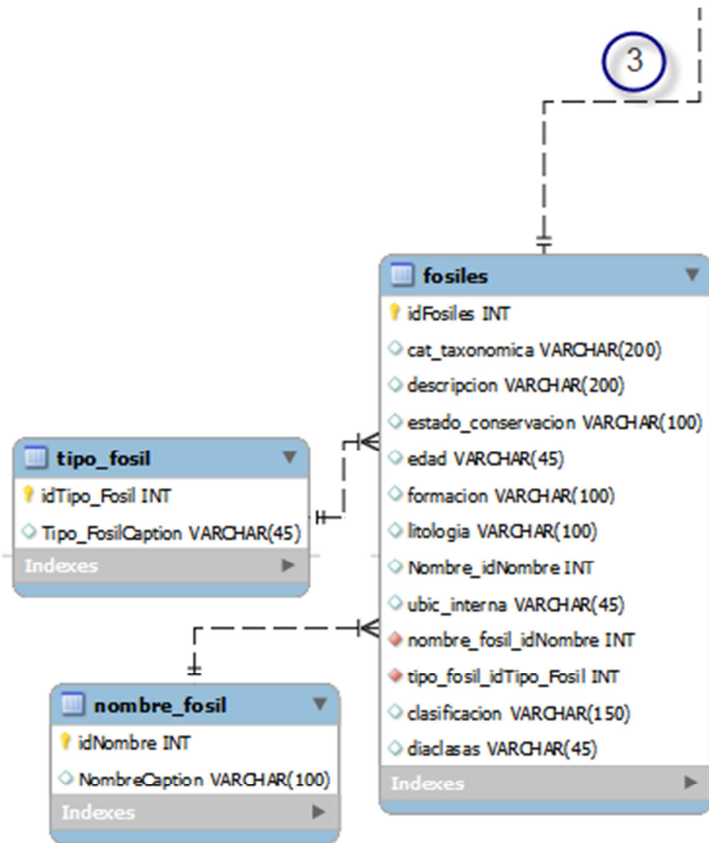 3
fosiles
idFosiles INT
cat_taxonomica VARCHAR(200)
descripcion VARCHAR(200)
estado_conservacion VARCHAR(100)
edad VARCHAR(45)
formacion VARCHAR(100)
litologia VARCHAR(100)
Nombre_idNombre INT
ubic_interna VARCHAR(45)
nombre_fosil_idNombre INT
tipo_fosil_idTipo_Fosil INT
clasificacion VARCHAR(150)
diaclasas VARCHAR(45)
Indexes
tipo_fosil
idTipo_Fosil INT
Tipo_FosilCaption VARCHAR(45)
Indexes
nombre_fosil
idNombre INT
NombreCaption VARCHAR(100)
Indexes